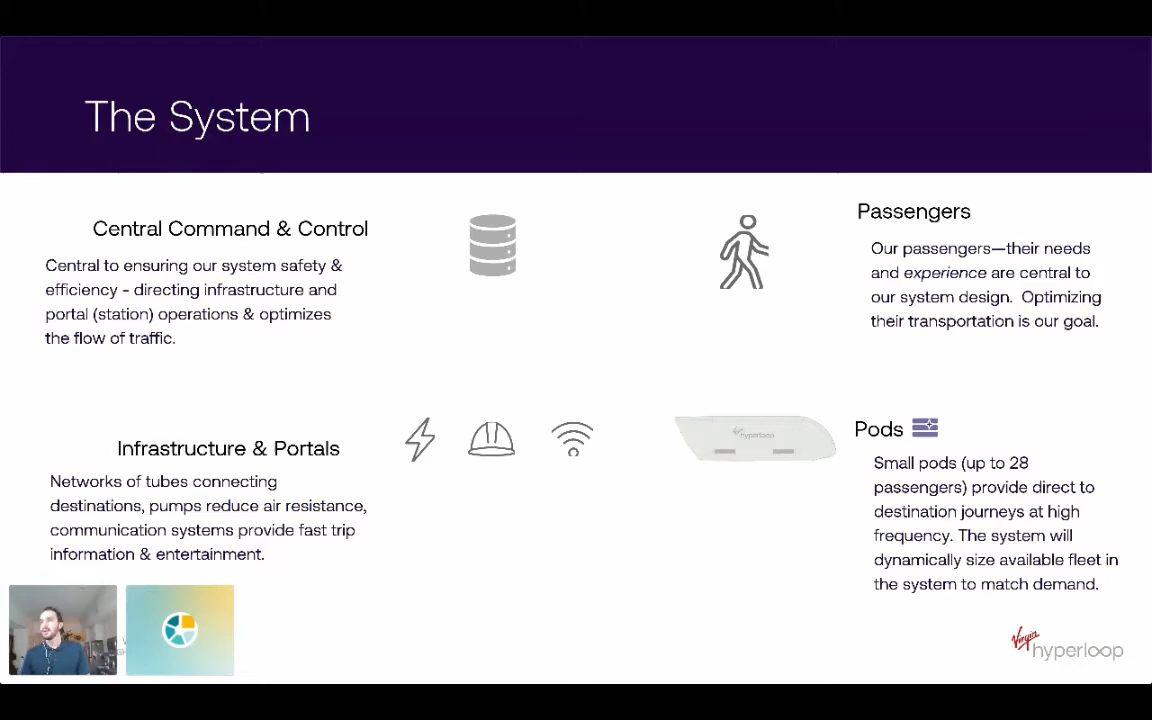 The System
Central Command & Control
Central to ensuring our system safety &
efficiency - directing infrastructure and
portal (station) operations & optimizes
the flow of traffic.
Passengers
Our passengers—their needs
and experience are central to
our system design.  Optimizing
their transportation is our goal.
Infrastructure & Portals
Networks of tubes connecting
destinations, pumps reduce air resistance,
communication systems provide fast trip
information & entertainment.
Virgin
hyperloop
Pods
Small pods (up to 28
passengers) provide direct to
destination journeys at high
frequency. The system will
dynamically size available fleet in
the system to match demand.
Virgin
hyperloop